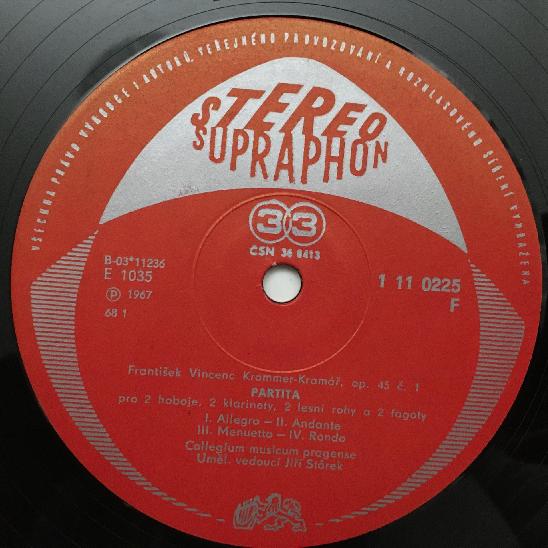 VŠECHNA PRÁVA VÝROBCE I AUTORŮ, VEŘEJNÉHO PROVOZOVÁNÍ A ROZHLASOVÉHO ŠÍŘENÍ VYHRAŽENA
STEREO
SUPRAPHON
33
ČSN 36 8413
B-03*11236
E 1035
Ⓟ 1967
68 1
1 11 0225
F
František Vincenc Krommer-Kramář, op. 45 č. 1
PARTITA
pro 2 hoboje, 2 klarinety, 2 lesní rohy a 2 fagoty
I. Allegro – II. Andante
III. Menuetto – IV. Rondo
Collegium musicum pragense
Uměl. vedoucí Jiří Stárek